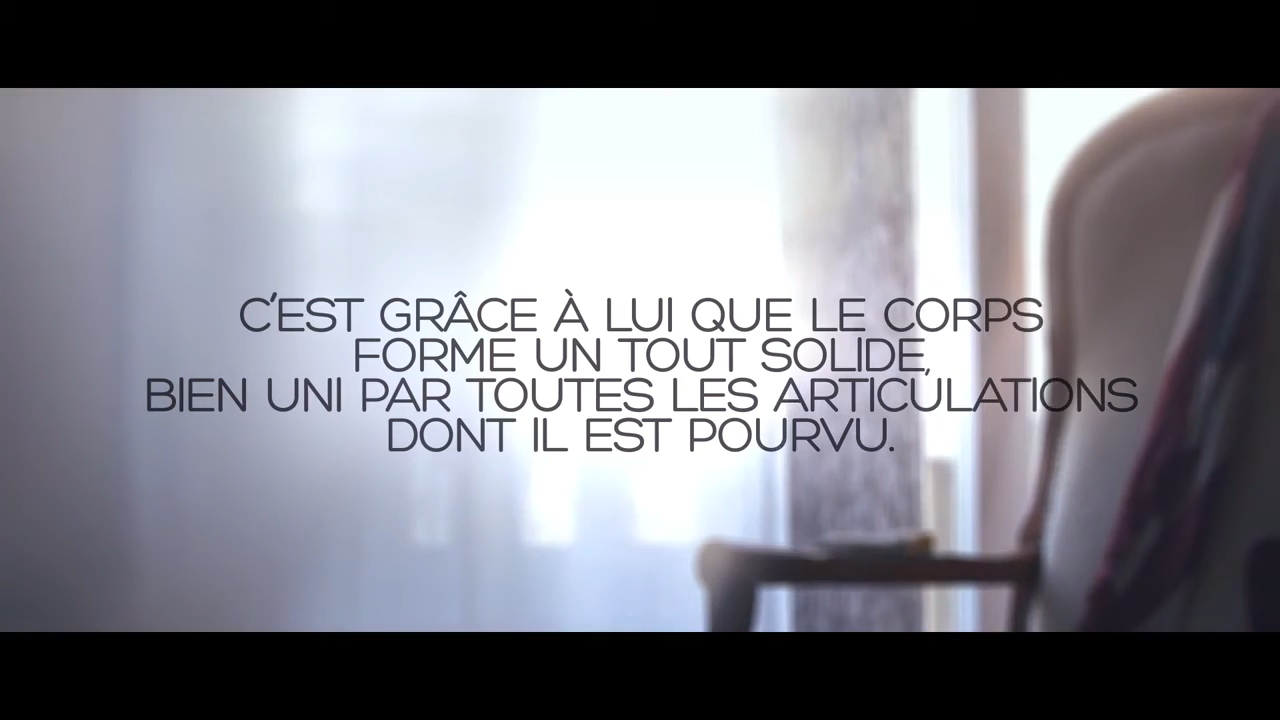 C'EST GRÂCE À LUI QUE LE CORPS
FORME UN TOUT SOLIDE,
BIEN UNI PAR TOUTES LES ARTICULATIONS
DONT IL EST POURVU.